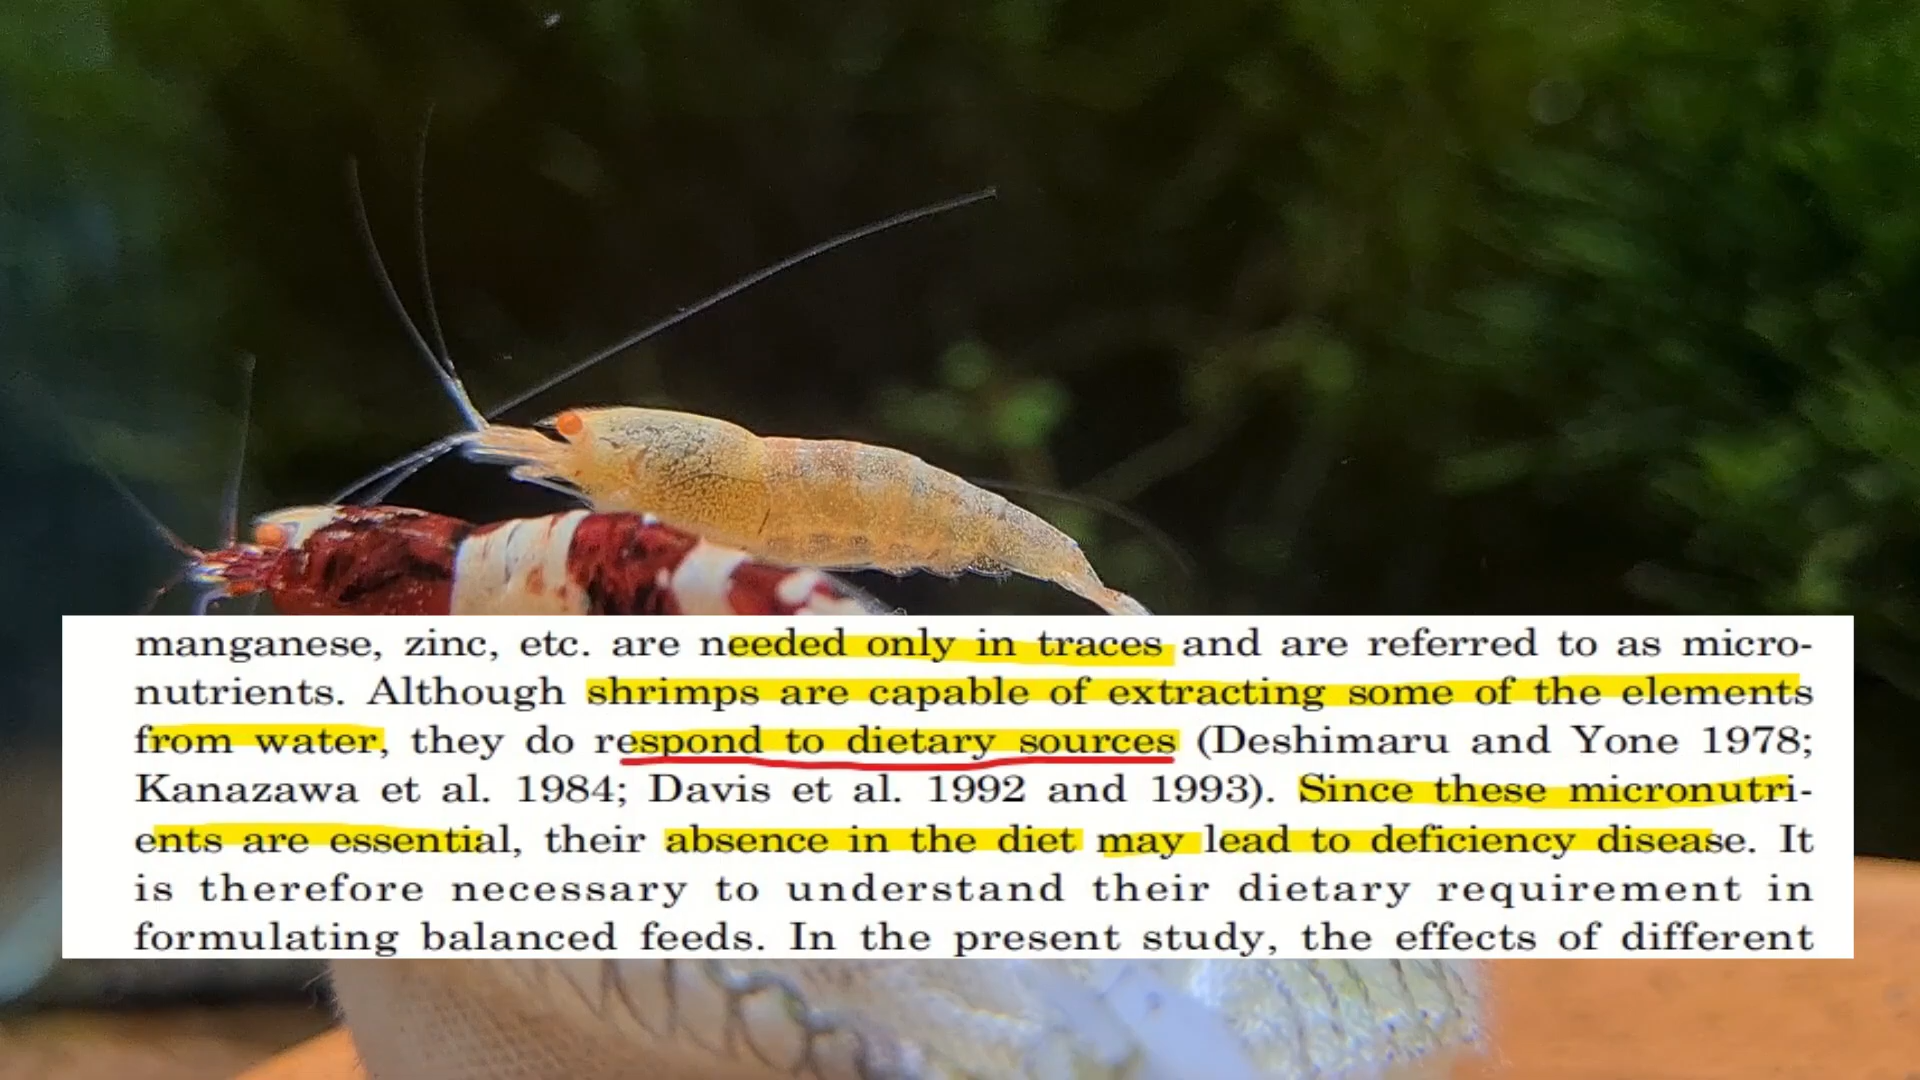 manganese, zinc, etc. are needed only in traces and are referred to as micro-
nutrients. Although shrimps are capable of extracting some of the elements
from water, they do respond to dietary sources (Deshimaru and Yone 1978;
Kanazawa et al. 1984; Davis et al. 1992 and 1993). Since these micronutri-
ents are essential, their absence in the diet may lead to deficiency disease. It
is therefore necessary to understand their dietary requirement in
formulating balanced feeds. In the present study, the effects of different